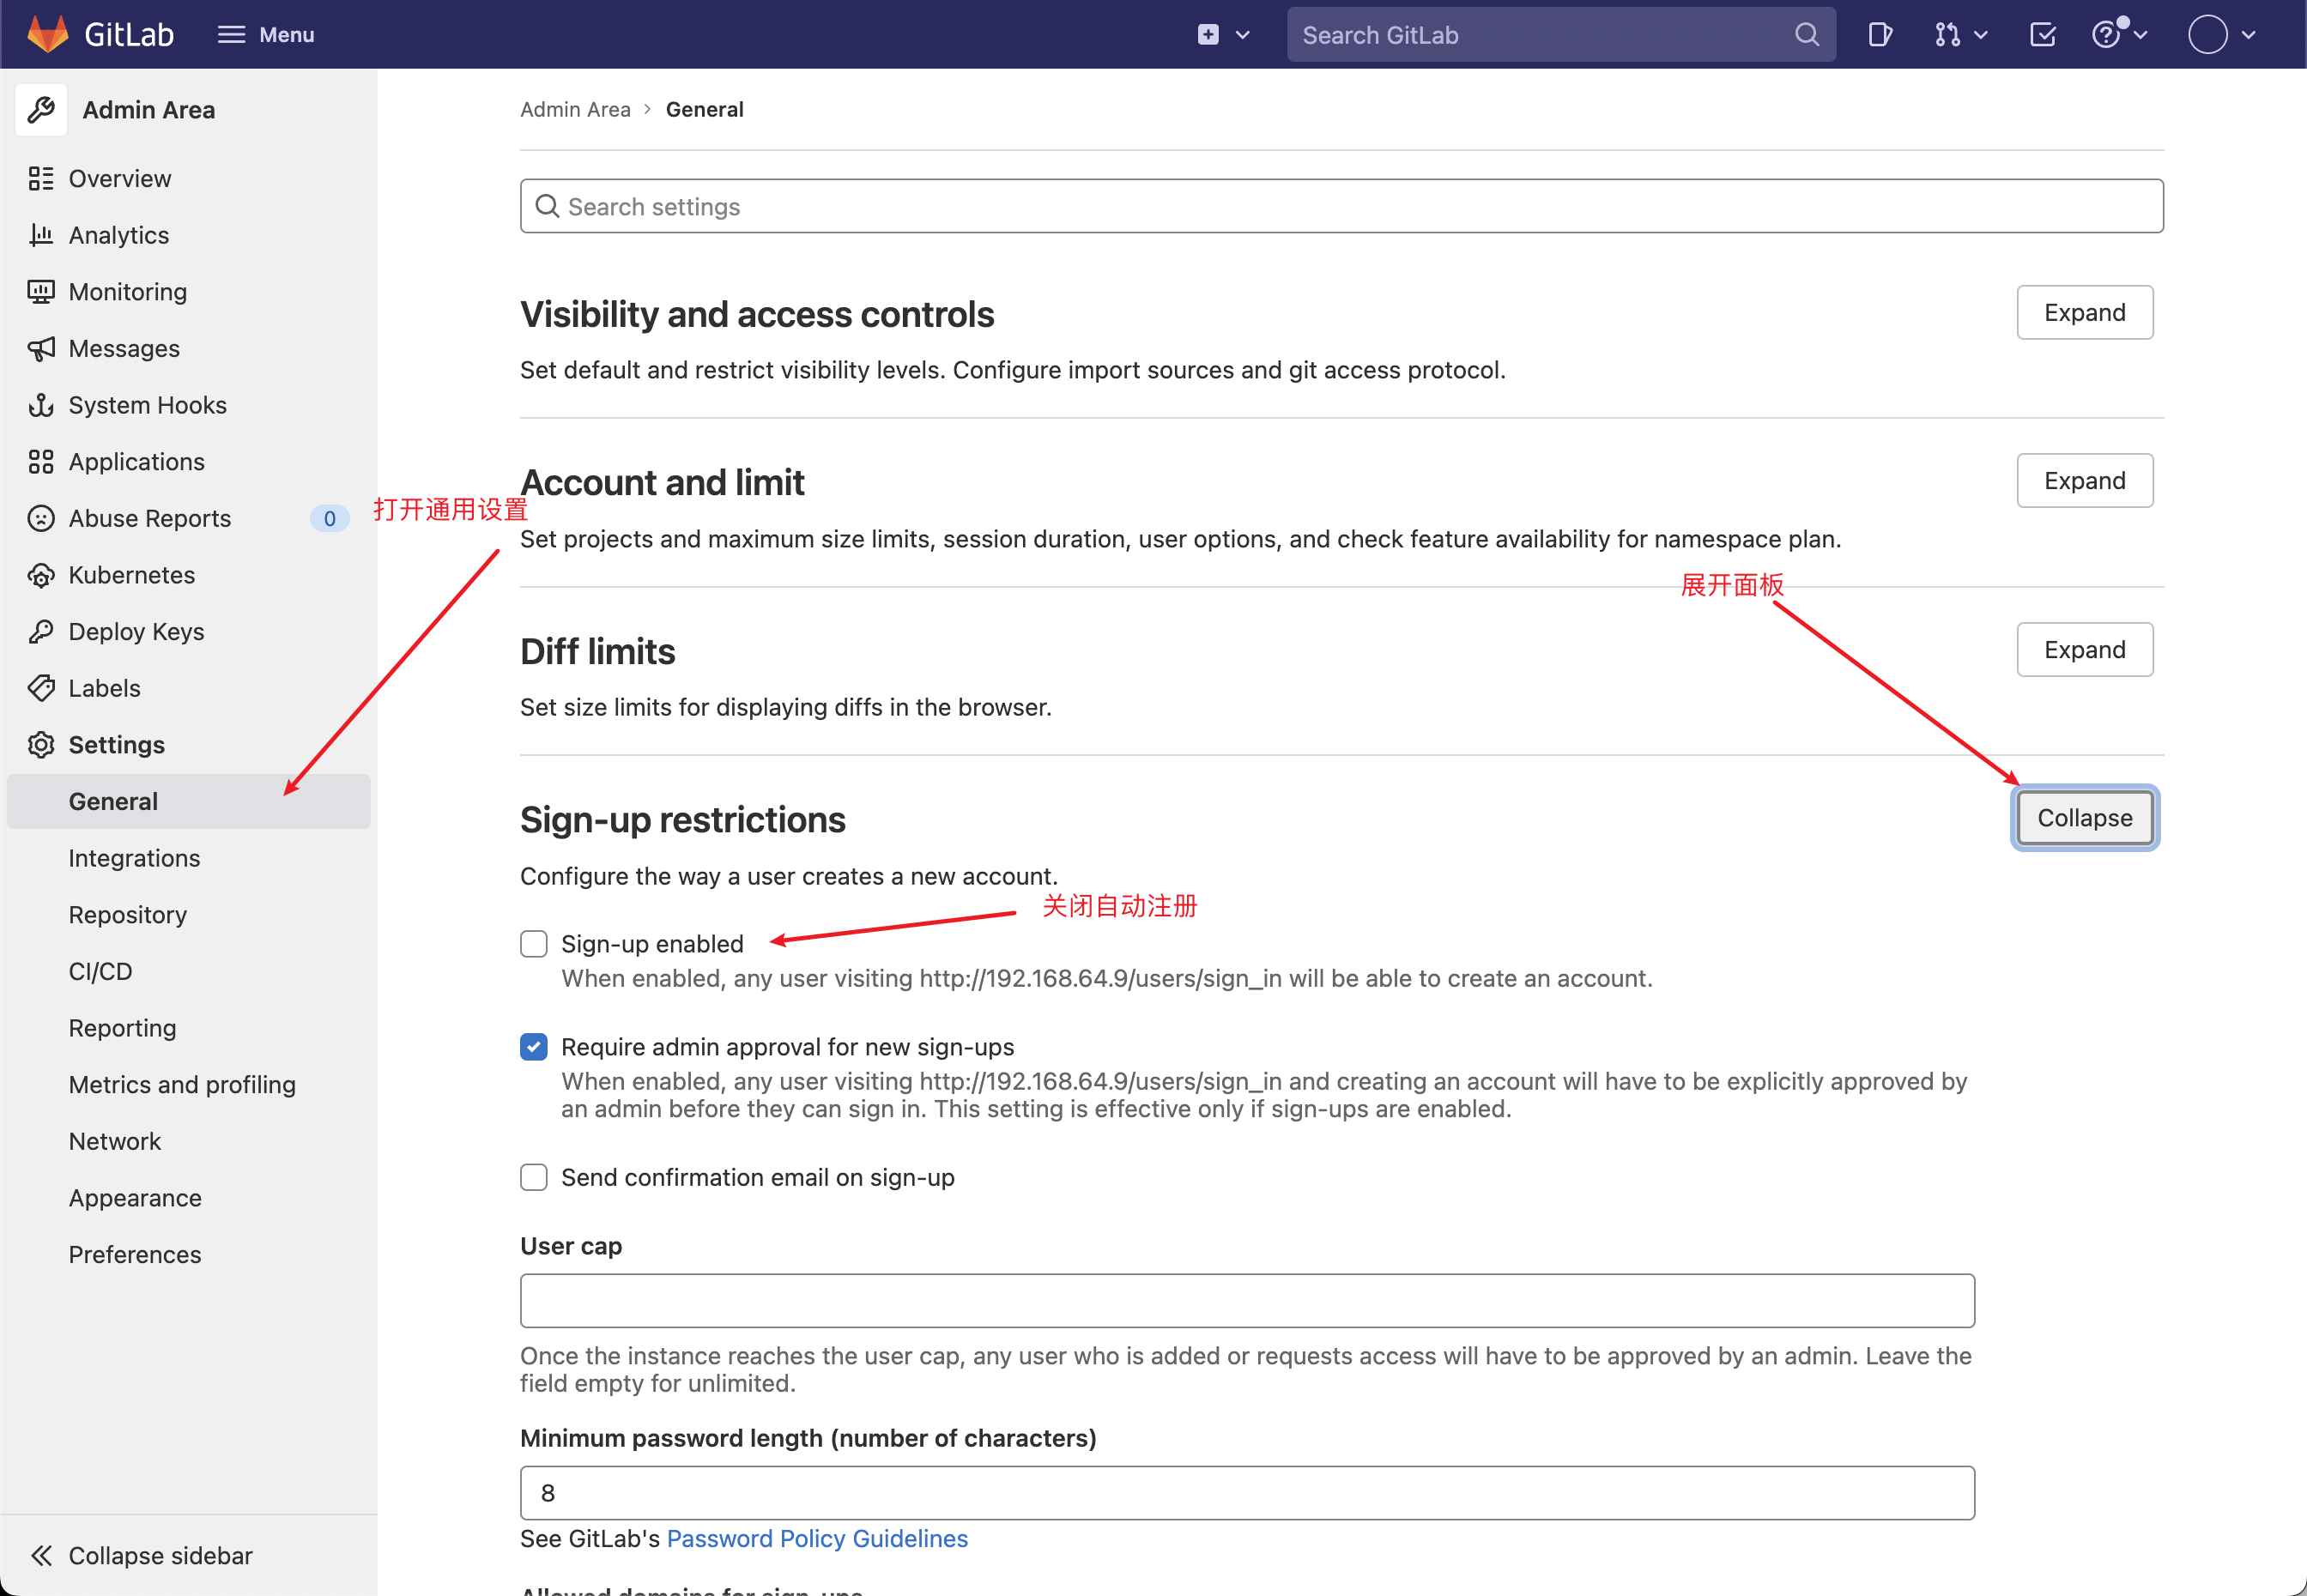 GitLab
Menu
Search GitLab
Admin Area
Overview
Analytics
Monitoring
Messages
System Hooks
Applications
Abuse Reports 0
Kubernetes
Deploy Keys
Labels
Settings
General
Integrations
Repository
CI/CD
Reporting
Metrics and profiling
Network
Appearance
Preferences
Collapse sidebar
打开通用设置
Admin Area > General
Search settings
Visibility and access controls
Expand
Set default and restrict visibility levels. Configure import sources and git access protocol.
Account and limit
Expand
Set projects and maximum size limits, session duration, user options, and check feature availability for namespace plan.
展开面板
Diff limits
Expand
Set size limits for displaying diffs in the browser.
Sign-up restrictions
Collapse
Configure the way a user creates a new account.
关闭自动注册
Sign-up enabled
When enabled, any user visiting http://192.168.64.9/users/sign_in will be able to create an account.
Require admin approval for new sign-ups
When enabled, any user visiting http://192.168.64.9/users/sign_in and creating an account will have to be explicitly approved by
an admin before they can sign in. This setting is effective only if sign-ups are enabled.
Send confirmation email on sign-up
User cap
Once the instance reaches the user cap, any user who is added or requests access will have to be approved by an admin. Leave the
field empty for unlimited.
Minimum password length (number of characters)
8
See GitLab's Password Policy Guidelines
Allowed domains for sign-ups